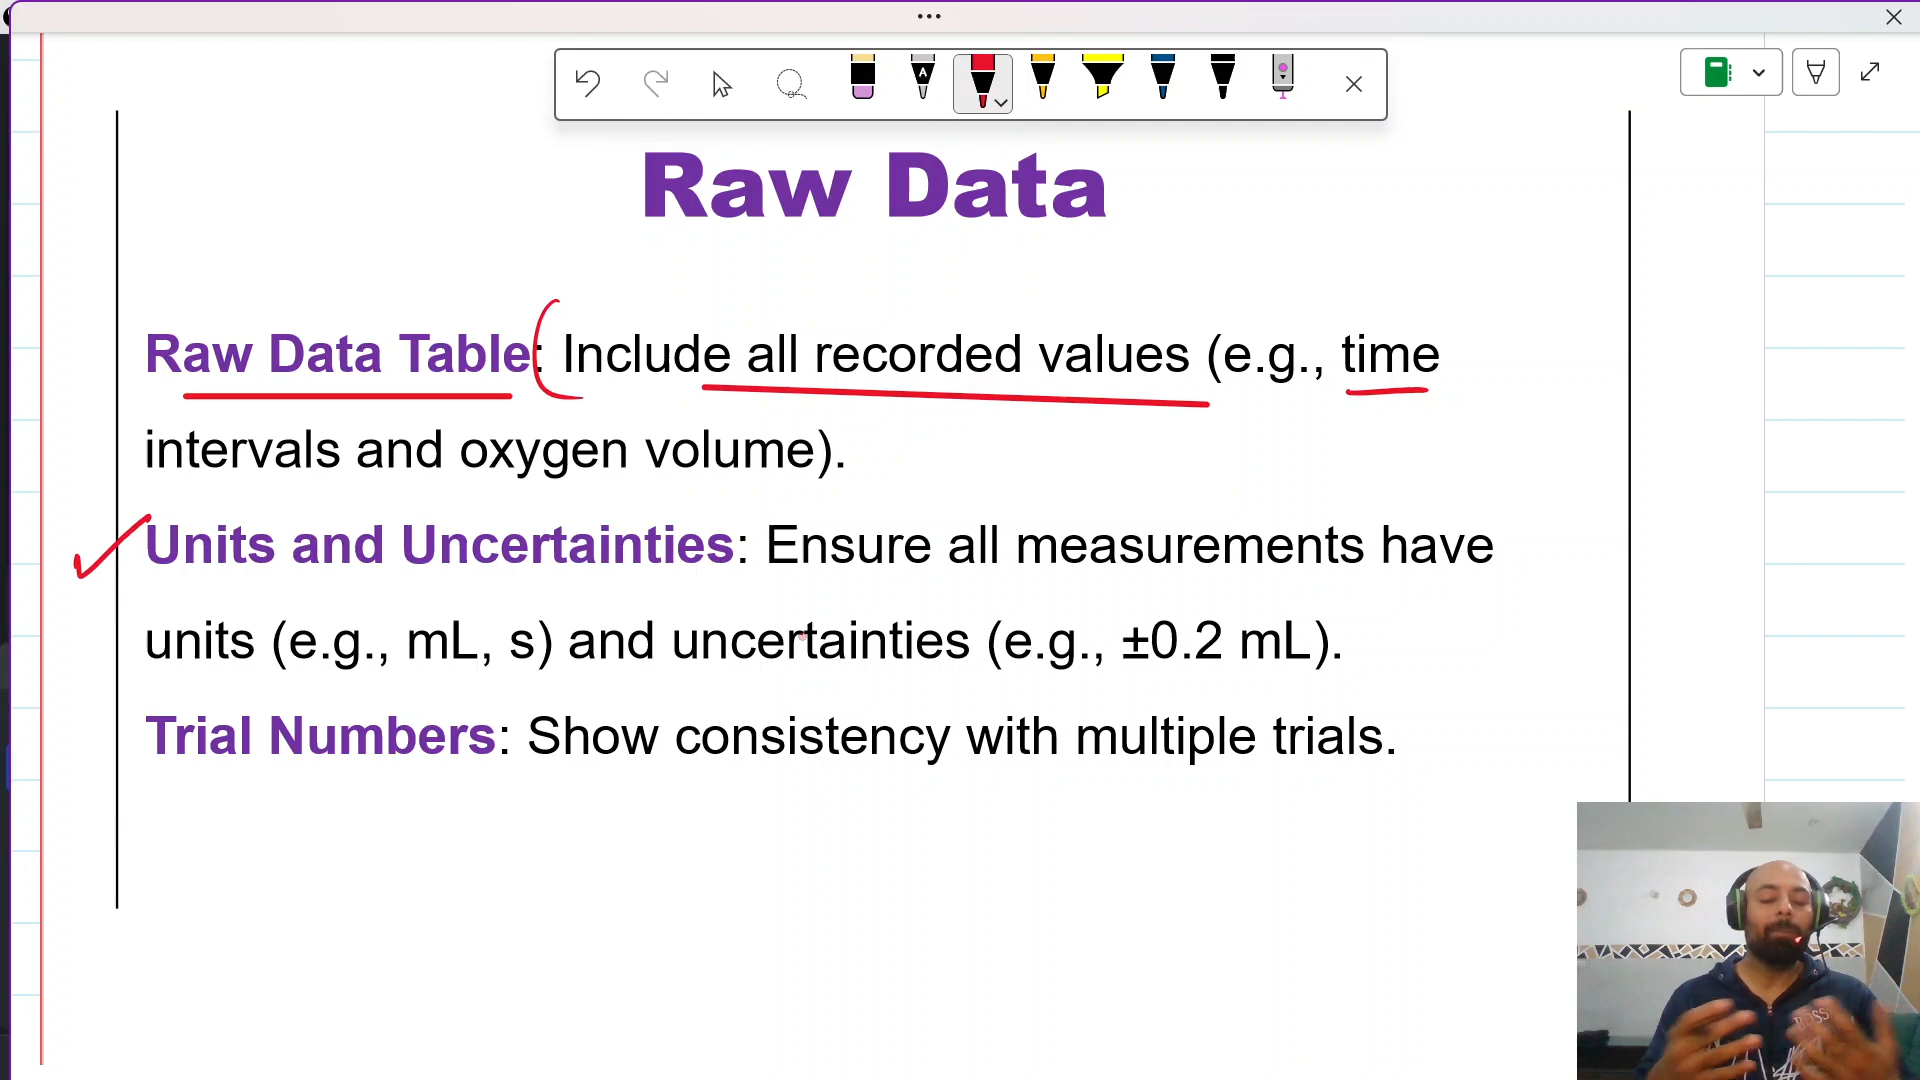 Raw Data
Raw Data Table: Include all recorded values (e.g., time
intervals and oxygen volume).
Units and Uncertainties: Ensure all measurements have
units (e.g., mL, s) and uncertainties (e.g., ±0.2 mL).
Trial Numbers: Show consistency with multiple trials.
A